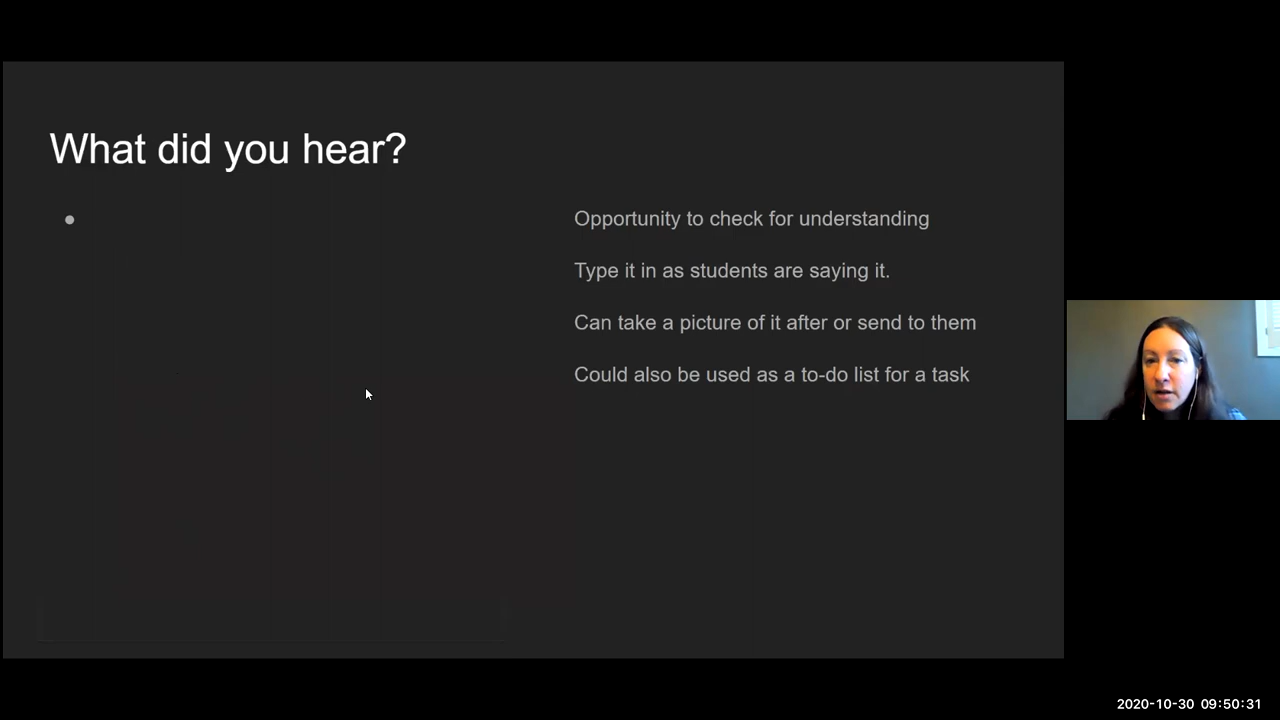 What did you hear?
●
Opportunity to check for understanding
Type it in as students are saying it.
Can take a picture of it after or send to them
Could also be used as a to-do list for a task
2020-10-30 09:50:31